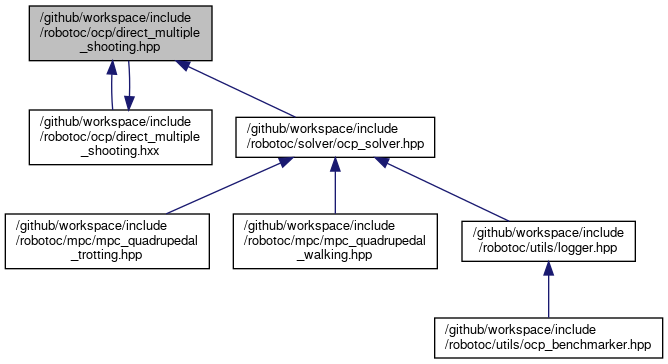 /github/workspace/include
/robotoc/ocp/direct_multiple
_shooting.hpp
/github/workspace/include
/robotoc/ocp/direct_multiple
_shooting.hxx
/github/workspace/include
/robotoc/solver/ocp_solver.hpp
/github/workspace/include
/robotoc/mpc/mpc_quadrupedal
_trotting.hpp
/github/workspace/include
/robotoc/mpc/mpc_quadrupedal
_walking.hpp
/github/workspace/include
/robotoc/utils/logger.hpp
/github/workspace/include
/robotoc/utils/ocp_benchmarker.hpp